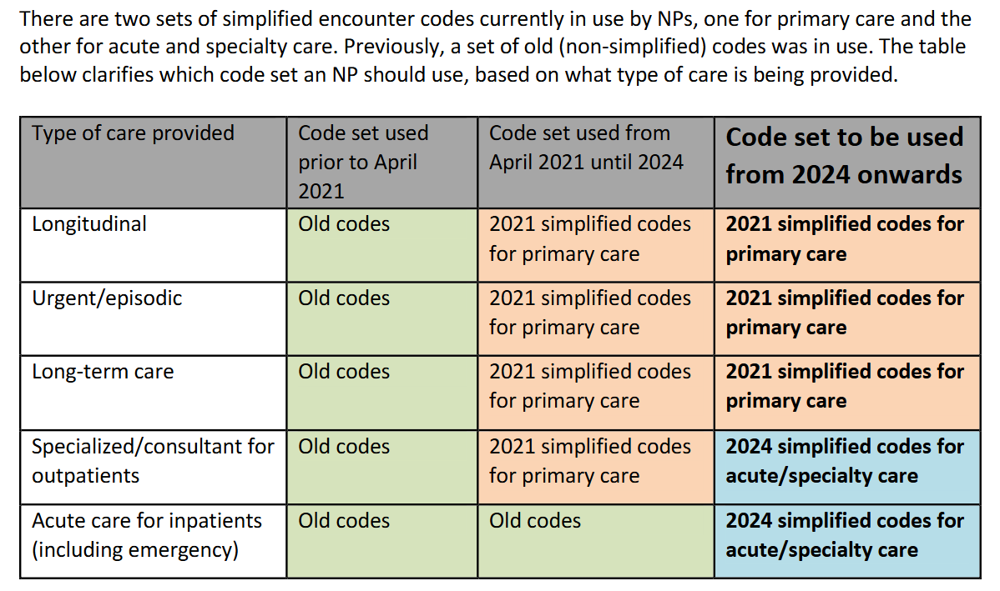 There are two sets of simplified encounter codes currently in use by NPs, one for primary care and the
other for acute and specialty care. Previously, a set of old (non-simplified) codes was in use. The table
below clarifies which code set an NP should use, based on what type of care is being provided.
Type of care provided
Code set used
prior to April
2021
Code set used from
April 2021 until 2024
Code set to be used
from 2024 onwards
Longitudinal
Old codes
2021 simplified codes
for primary care
2021 simplified codes for
primary care
Urgent/episodic
Old codes
2021 simplified codes
for primary care
2021 simplified codes for
primary care
Long-term care
Old codes
2021 simplified codes
for primary care
2021 simplified codes for
primary care
Specialized/consultant for
outpatients
Old codes
2021 simplified codes
for primary care
2024 simplified codes for
acute/specialty care
Acute care for inpatients
(including emergency)
Old codes
Old codes
2024 simplified codes for
acute/specialty care